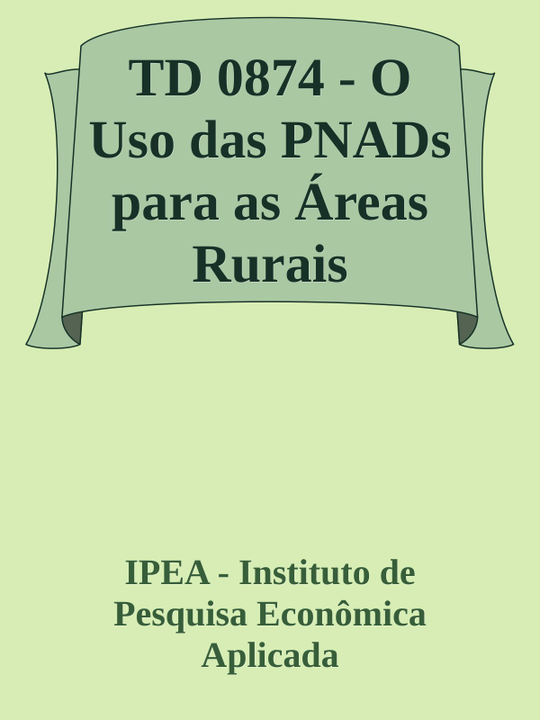 TD 0874 - O
Uso das PNADs
para as Áreas
Rurais
IPEA - Instituto de
Pesquisa Econômica
Aplicada